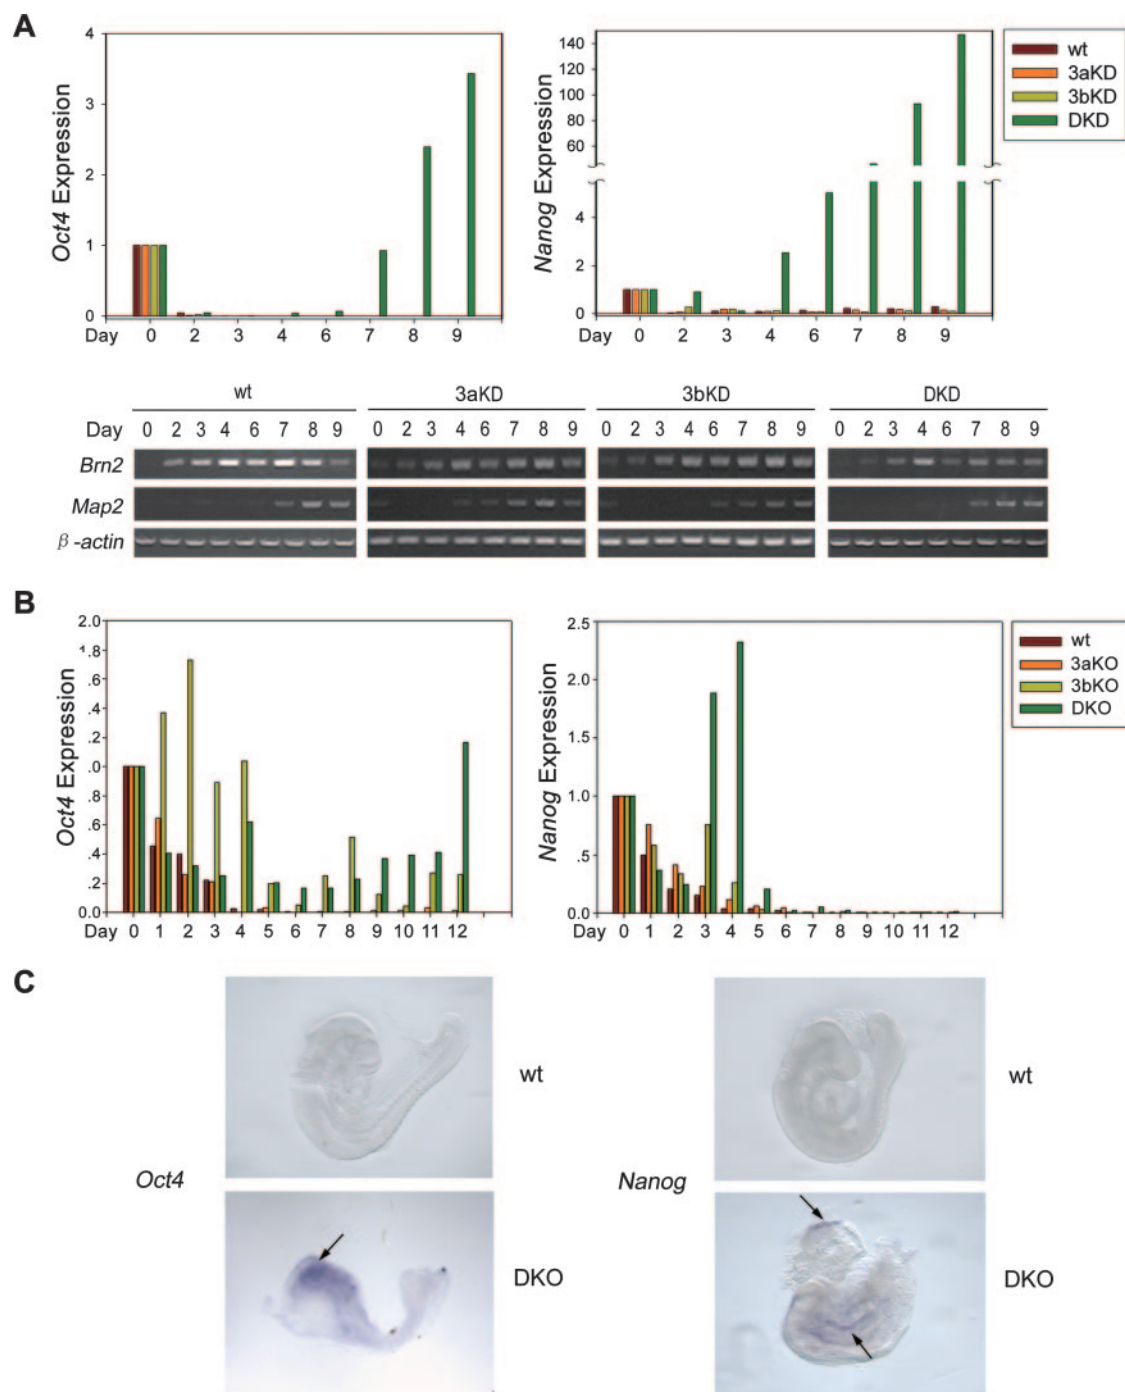 A
Oct4 Expression
4
3
2
1
0
Day 0 2 3 4 6 7 8 9
Nanog Expression
140
120
100
80
60
4
2
0
Day 0 2 3 4 6 7 8 9
wt
3aKD
3bKD
DKD
wt 3aKD 3bKD DKD
Day 0 2 3 4 6 7 8 9 0 2 3 4 6 7 8 9 0 2 3 4 6 7 8 9 0 2 3 4 6 7 8 9
Brn2
Map2
β-actin
B
Oct4 Expression
2.0
.8
.6
.4
.2
.0
.8
.6
.4
.2
0.0
Day 0 1 2 3 4 5 6 7 8 9 10 11 12
Nanog Expression
2.5
2.0
1.5
1.0
.5
0.0
Day 0 1 2 3 4 5 6 7 8 9 10 11 12
wt
3aKO
3bKO
DKO
C
wt
Oct4
DKO
wt
Nanog
DKO